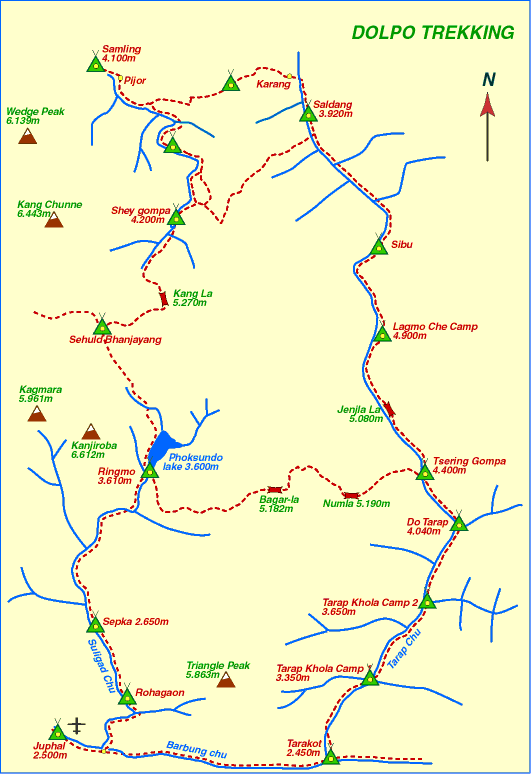 DOLPO TREKKING
N
Samling
4.100m
Pijor
Karang
Saldang
3.920m
Wedge Peak
6.139m
Kang Chunne
6.443m
Shey gompa
4.200m
Sibu
Kang La
5.270m
Sehuld Bhanjayang
Lagmo Che Camp
4.900m
Kagmara
5.961m
Kanjiroba
6.612m
Jenjla La
5.080m
Phoksundo
lake 3.600m
Ringmo
3.610m
Tsering Gompa
4.400m
Bagar-la
5.182m
Numla 5.190m
Do Tarap
4.040m
Tarap Khola Camp 2
3.650m
Sepka 2.650m
Suligad Chu
Tarap Chu
Triangle Peak
5.863m
Tarap Khola Camp
3.350m
Rohagaon
Juphal
2.500m
Barbung chu
Tarakot
2.450m